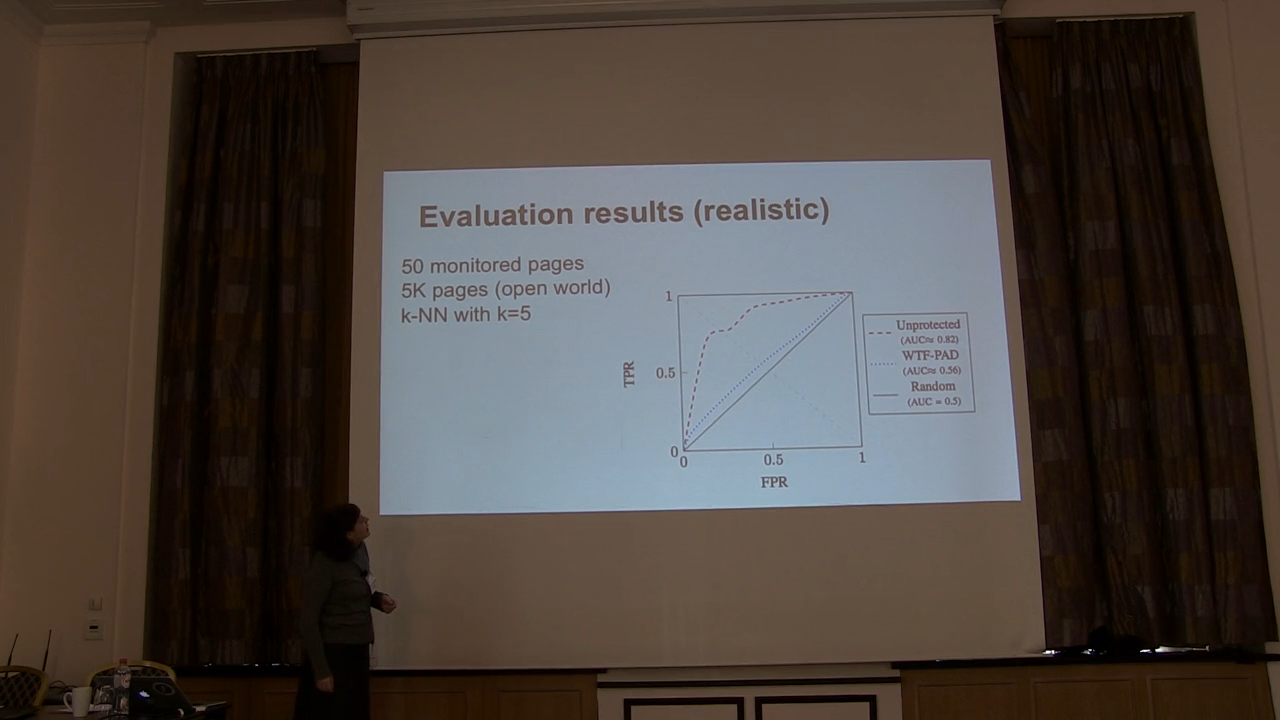 Evaluation results (realistic)
50 monitored pages
5K pages (open world)
k-NN with k=5
1
TPR
0.5
0
0
0.5
1
FPR
Unprotected
(AUC≈ 0.82)
WTF-PAD
(AUC≈ 0.56)
Random
(AUC = 0.5)